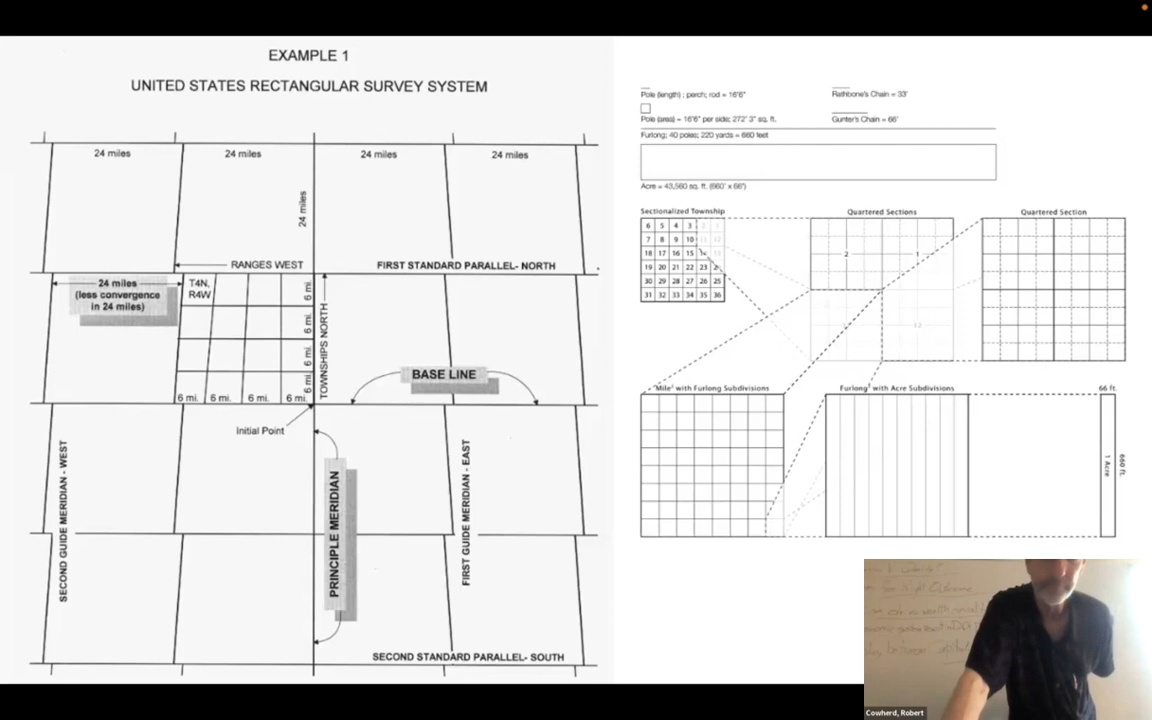 EXAMPLE 1
UNITED STATES RECTANGULAR SURVEY SYSTEM
24 miles
24 miles
24 miles
24 miles
24 miles
RANGES WEST
FIRST STANDARD PARALLEL- NORTH
24 miles
(less convergence
in 24 miles)
T4N,
R4W
6 mi.
6 mi.
6 mi.
6 mi.
TOWNSHIPS NORTH
BASE LINE
6 mi.
6 mi.
6 mi.
6 mi.
Initial Point
SECOND GUIDE MERIDIAN - WEST
PRINCIPLE MERIDIAN
FIRST GUIDE MERIDIAN - EAST
SECOND STANDARD PARALLEL- SOUTH
Pole (length) ; perch; rod = 16'6"
Rathbone's Chain = 33'
Pole (area) = 16'6" per side; 272' 3" sq. ft.
Gunter's Chain = 66'
Furlong; 40 poles; 220 yards = 660 feet
Acre = 43,560 sq. ft. (660' x 66')
Sectionalized Township
Quartered Sections
Quartered Section
6 5 4 3 2 1
7 8 9 10 11 12
18 17 16 15 14 13
19 20 21 22 23
30 29 28 27 26 25
31 32 33 34 35 36
2
1
12
"Mile² with Furlong Subdivisions
Furlong² with Acre Subdivisions
66 ft.
1 Acre
660 ft.
Cowherd, Robert